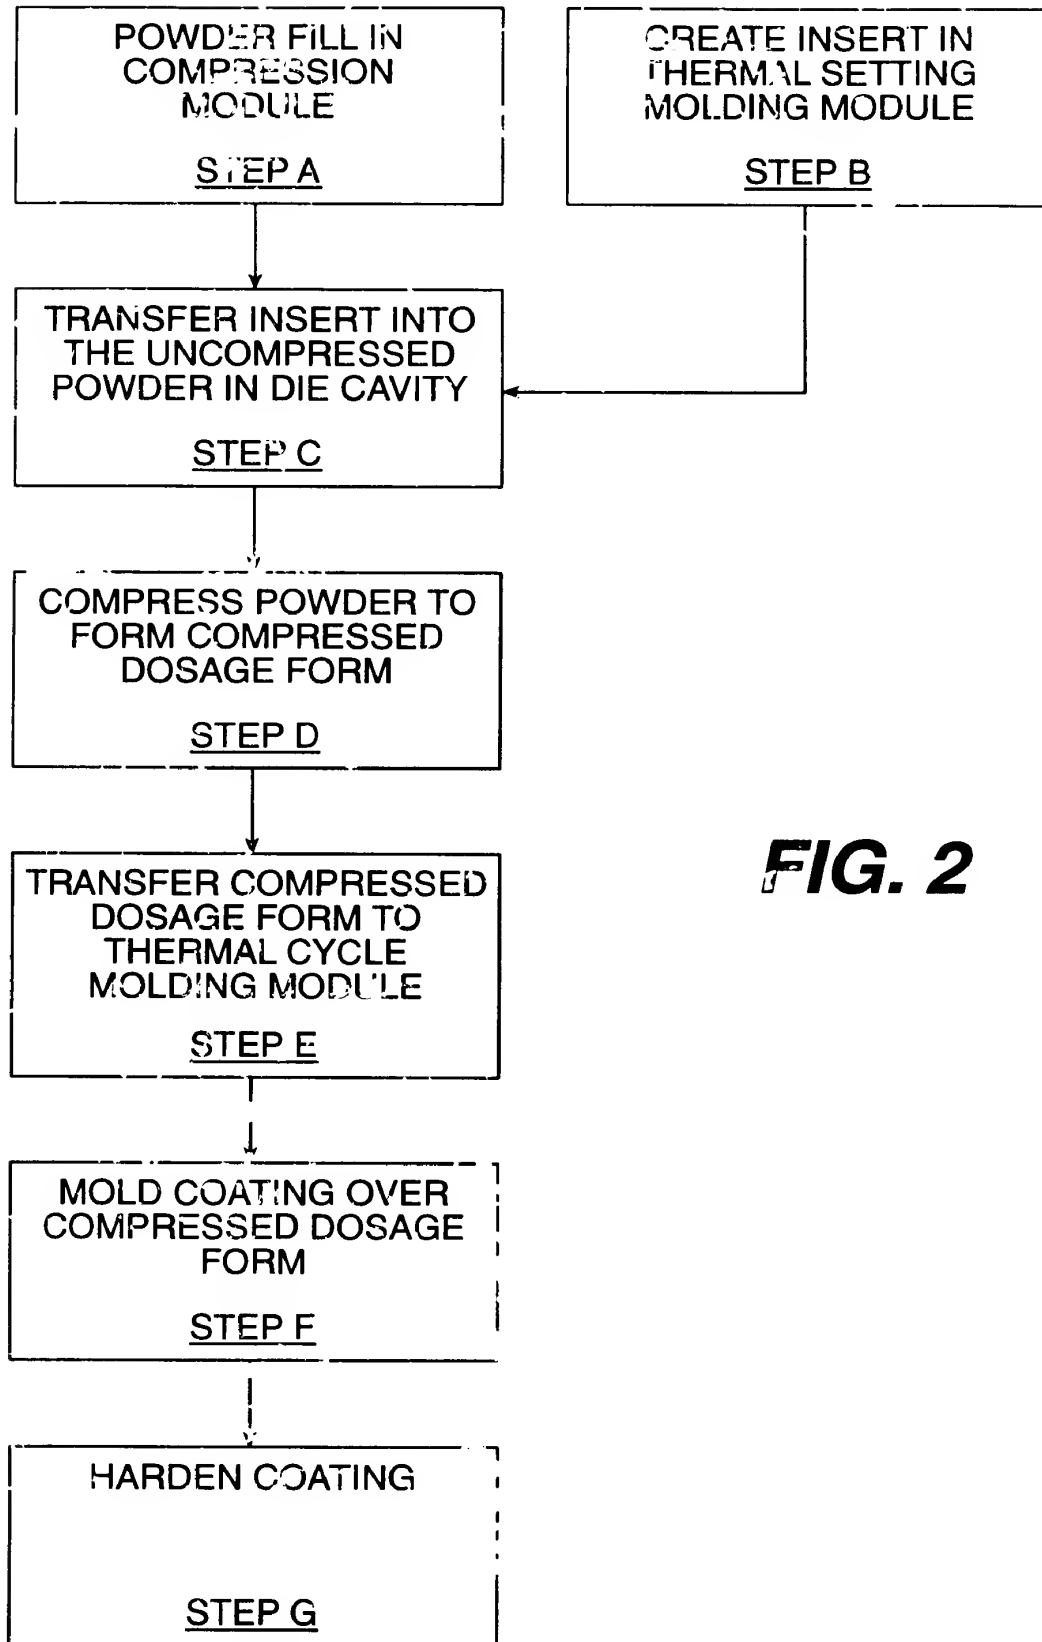 POWDER FILL IN
COMPRESSION
MODULE
STEP A
CREATE INSERT IN
THERMAL SETTING
MOLDING MODULE
STEP B
TRANSFER INSERT INTO
THE UNCOMPRESSED
POWDER IN DIE CAVITY
STEP C
COMPRESS POWDER TO
FORM COMPRESSED
DOSAGE FORM
STEP D
TRANSFER COMPRESSED
DOSAGE FORM TO
THERMAL CYCLE
MOLDING MODULE
STEP E
FIG. 2
MOLD COATING OVER
COMPRESSED DOSAGE
FORM
STEP F
HARDEN COATING
STEP G